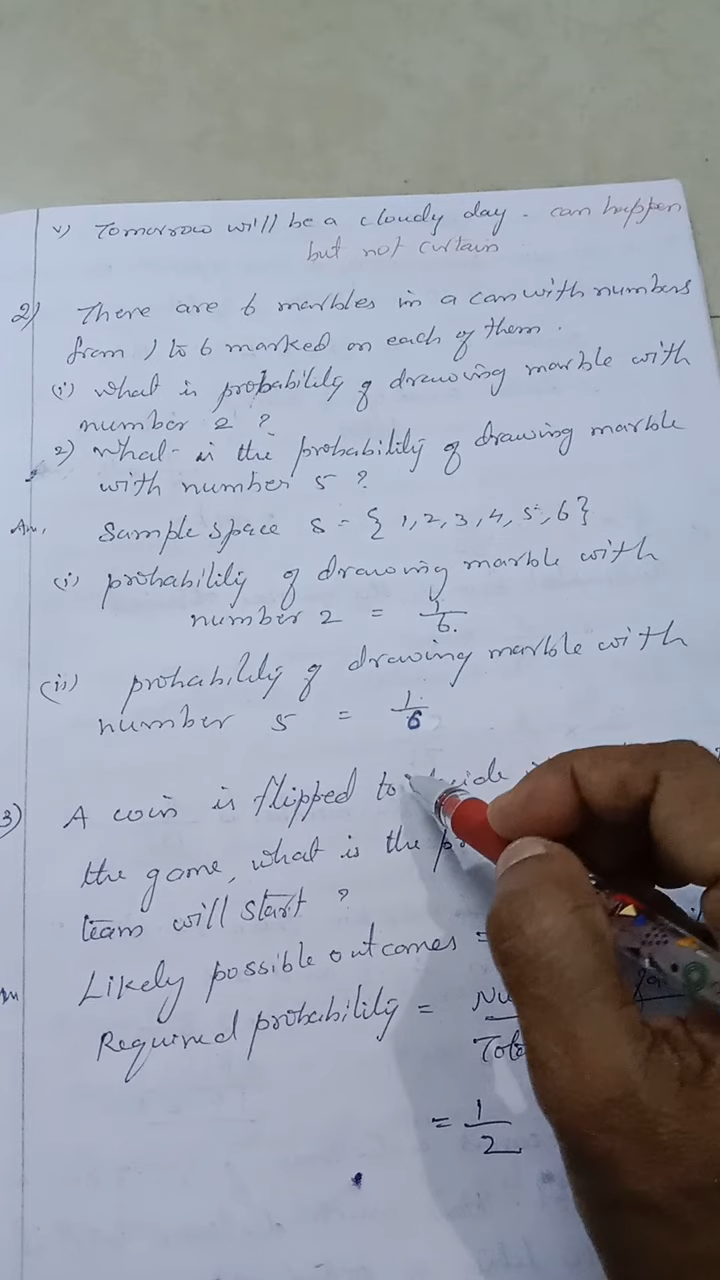 v) Tomorrow will be a cloudy day - can happen
but not curtain
2) There are 6 marbles in a can with numbers
from 1 to 6 marked on each of them.
(i) what is probability of drawing marble with
number 2 ?
2) what is the probability of drawing marble
with number 5 ?
An, Sample space S = { 1, 2, 3, 4, 5, 6 }
(i) probability of drawing marble with
number 2 = 1/6.
(ii) probability of drawing marble with
number 5 = 1/6
3) A coin is flipped to
the game, what is the
team will start ?
Likely possible outcomes =
Required probability =
= 1/2